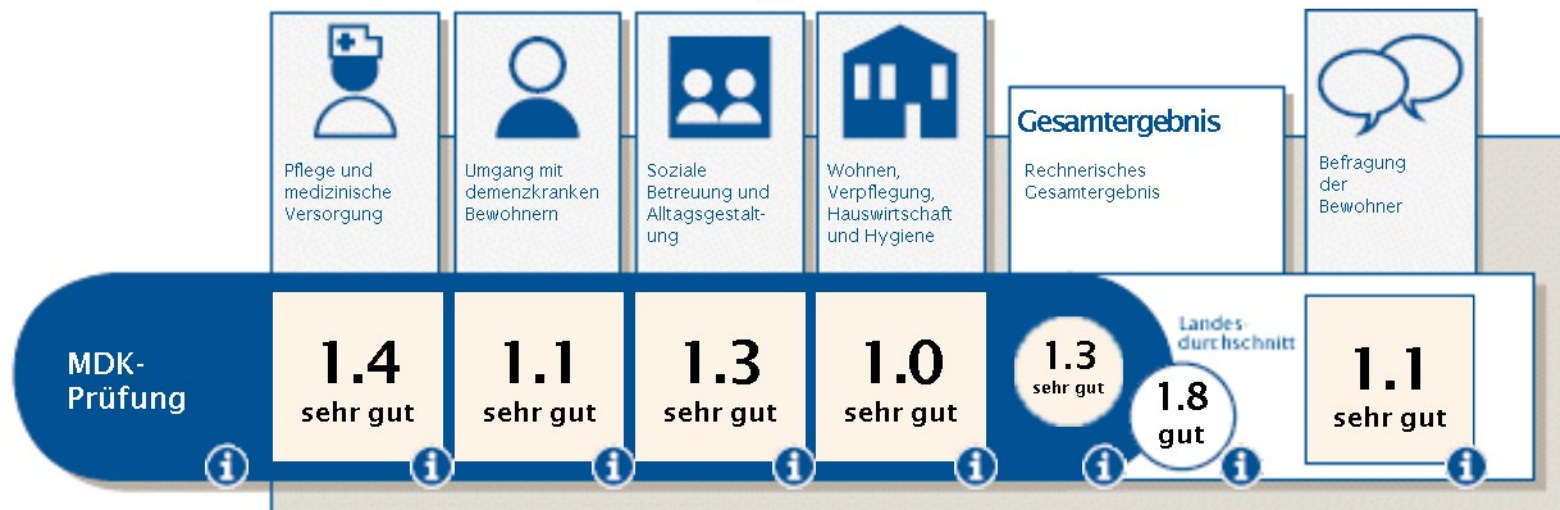 Pflege und
medizinische
Versorgung
Umgang mit
demenzkranken
Bewohnern
Soziale
Betreuung und
Alltagsgestalt-
ung
Wohnen,
Verpflegung,
Hauswirtschaft
und Hygiene
Gesamtergebnis
Rechnerisches
Gesamtergebnis
Befragung
der
Bewohner
MDK-
Prüfung
1.4
sehr gut
1.1
sehr gut
1.3
sehr gut
1.0
sehr gut
1.3
sehr gut
Landes-
durchschnitt
1.8
gut
1.1
sehr gut